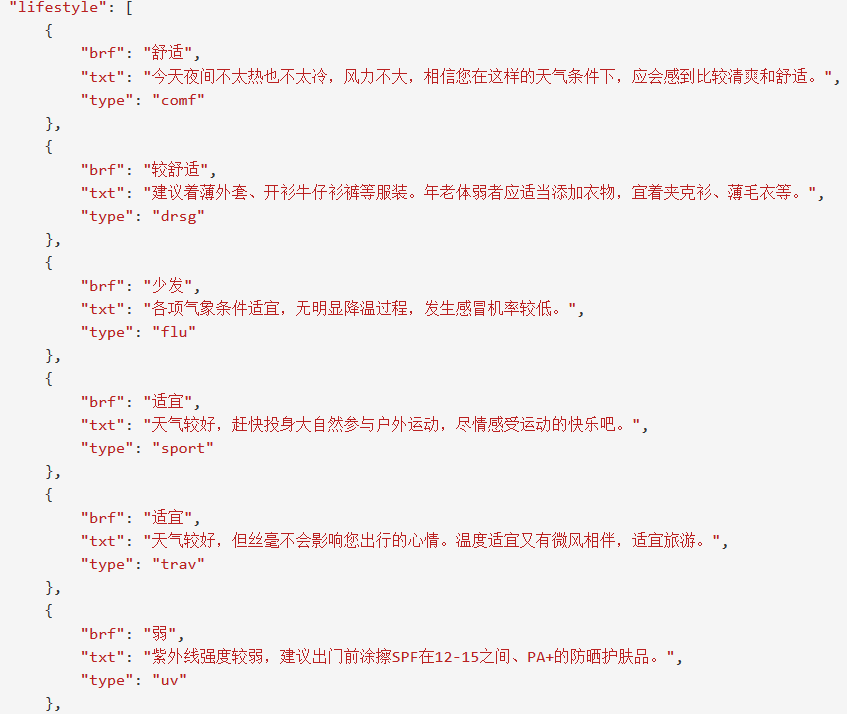 "lifestyle": [
{
"brf": "舒适",
"txt": "今天夜间不太热也不太冷，风力不大，相信您在这样的天气条件下，应会感到比较清爽和舒适。",
"type": "comf"
},
{
"brf": "较舒适",
"txt": "建议着薄外套、开衫牛仔衫裤等服装。年老体弱者应适当添加衣物，宜着夹克衫、薄毛衣等。",
"type": "drsg"
},
{
"brf": "少发",
"txt": "各项气象条件适宜，无明显降温过程，发生感冒机率较低。",
"type": "flu"
},
{
"brf": "适宜",
"txt": "天气较好，赶快投身大自然参与户外运动，尽情感受运动的快乐吧。",
"type": "sport"
},
{
"brf": "适宜",
"txt": "天气较好，但丝毫不会影响您出行的心情。温度适宜又有微风相伴，适宜旅游。",
"type": "trav"
},
{
"brf": "弱",
"txt": "紫外线强度较弱，建议出门前涂擦SPF在12-15之间、PA+的防晒护肤品。",
"type": "uv"
},